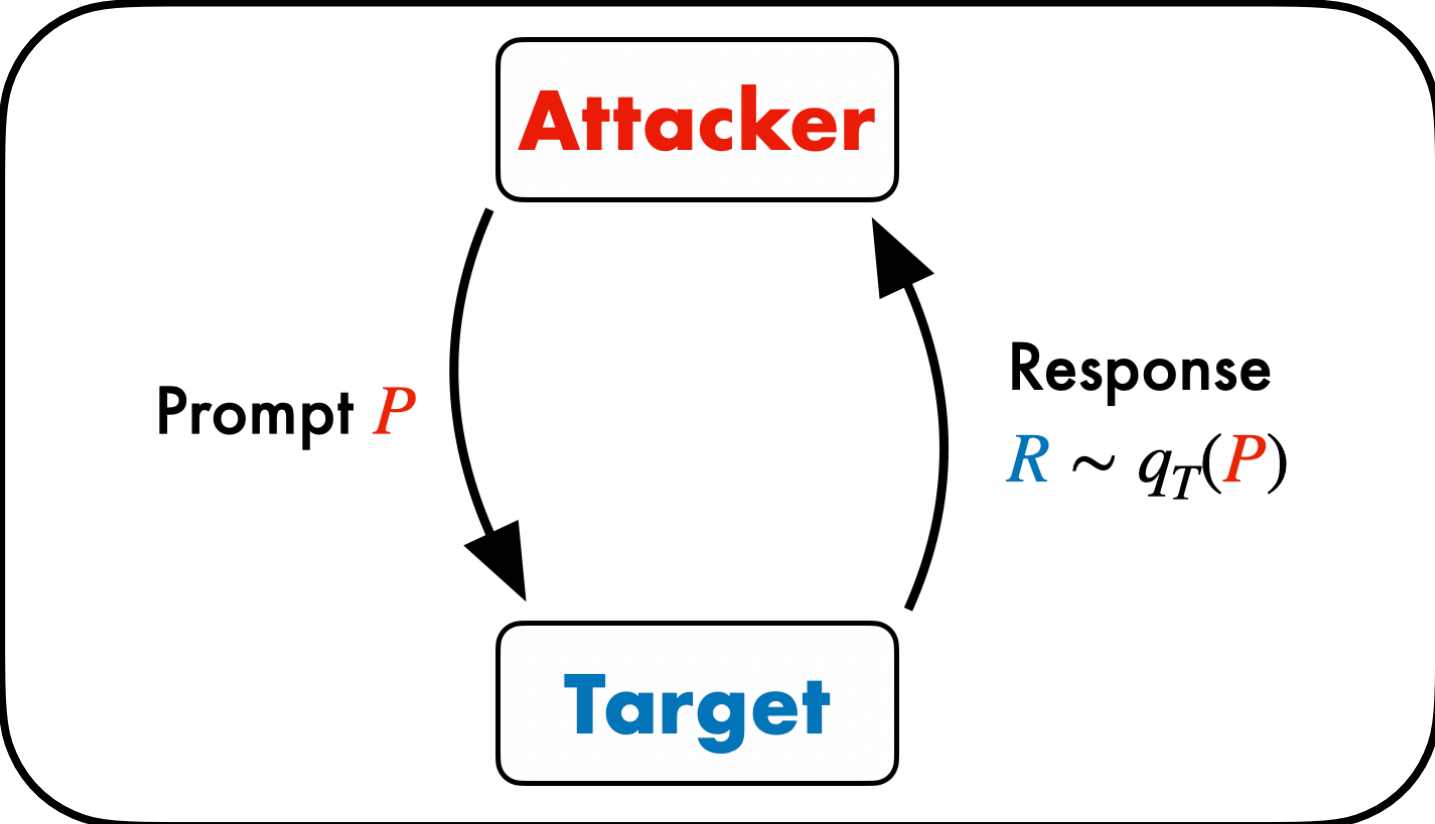 Attacker
Prompt P
Response
R ~ q_T(P)
Target